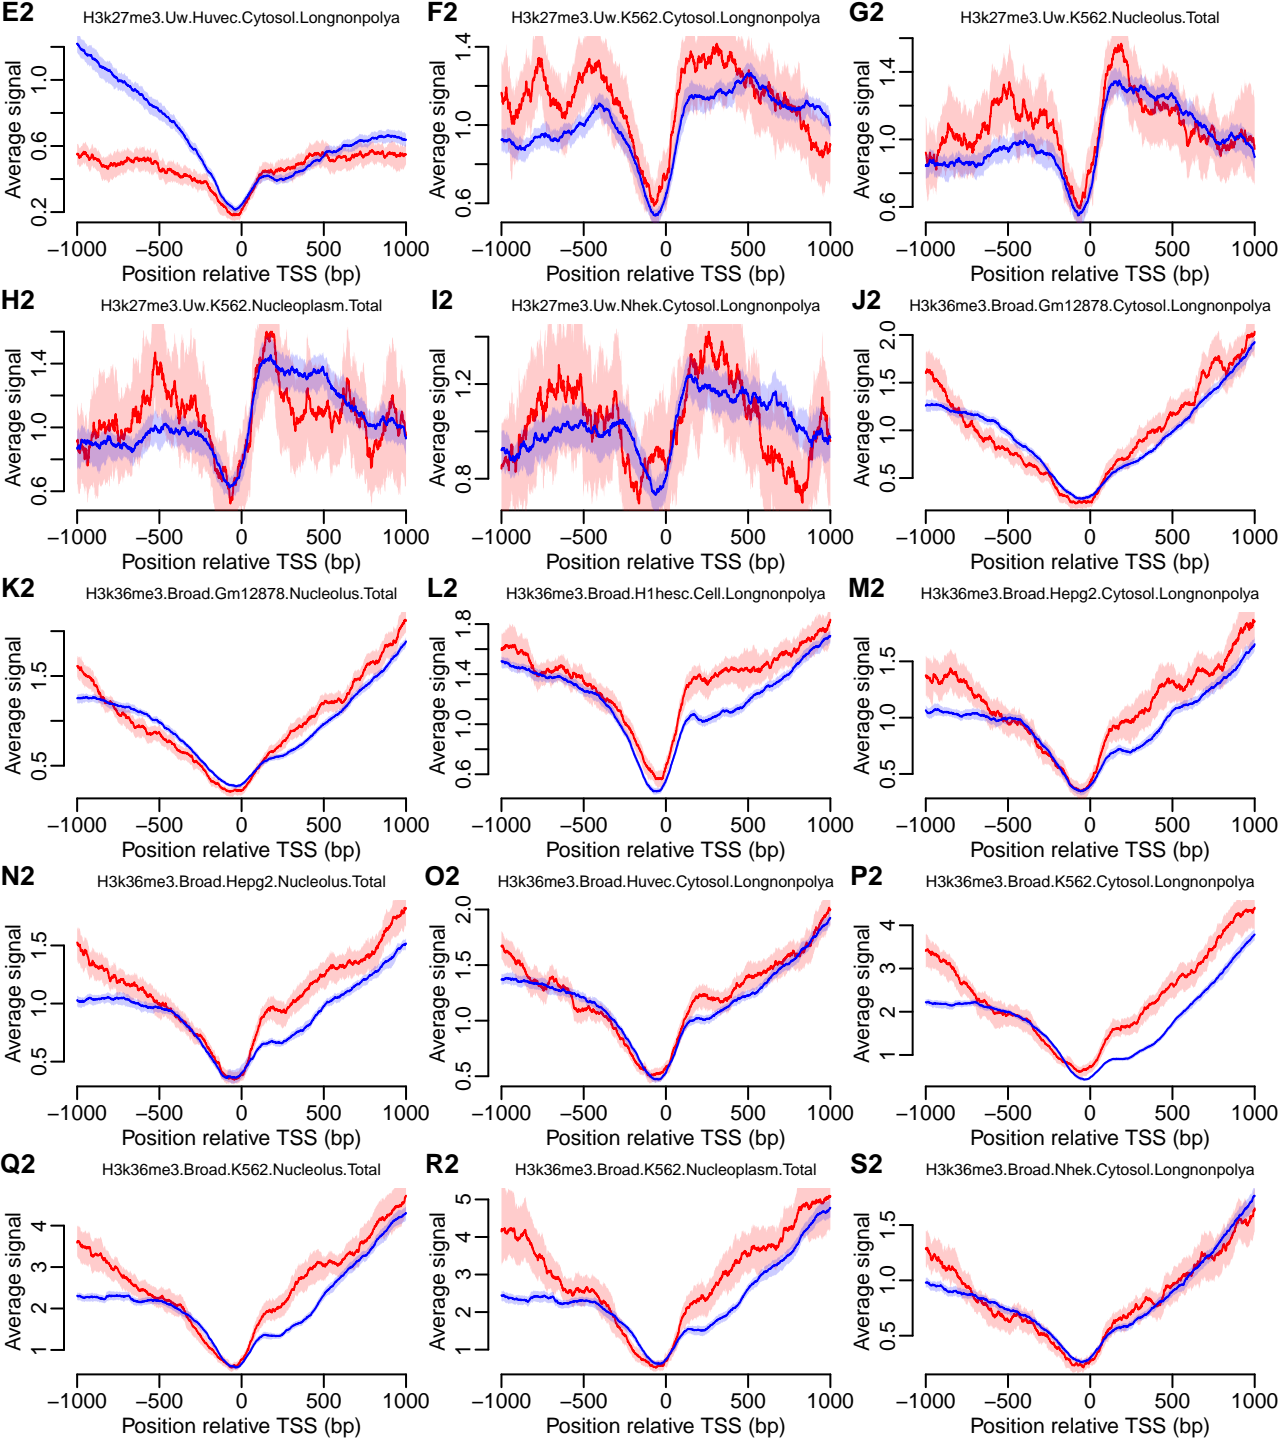 E2 H3k27me3.Uw.Huvec.Cytosol.Longnonpolya
Average signal
0.2 0.6 1.0
−1000 −500 0 500 1000
Position relative TSS (bp)
F2 H3k27me3.Uw.K562.Cytosol.Longnonpolya
Average signal
0.6 1.0 1.4
−1000 −500 0 500 1000
Position relative TSS (bp)
G2 H3k27me3.Uw.K562.Nucleolus.Total
Average signal
0.6 1.0 1.4
−1000 −500 0 500 1000
Position relative TSS (bp)
H2 H3k27me3.Uw.K562.Nucleoplasm.Total
Average signal
0.6 1.0 1.4
−1000 −500 0 500 1000
Position relative TSS (bp)
I2 H3k27me3.Uw.Nhek.Cytosol.Longnonpolya
Average signal
0.8 1.2
−1000 −500 0 500 1000
Position relative TSS (bp)
J2 H3k36me3.Broad.Gm12878.Cytosol.Longnonpolya
Average signal
0.5 1.0 1.5 2.0
−1000 −500 0 500 1000
Position relative TSS (bp)
K2 H3k36me3.Broad.Gm12878.Nucleolus.Total
Average signal
0.5 1.5
−1000 −500 0 500 1000
Position relative TSS (bp)
L2 H3k36me3.Broad.H1hesc.Cell.Longnonpolya
Average signal
0.6 1.0 1.4 1.8
−1000 −500 0 500 1000
Position relative TSS (bp)
M2 H3k36me3.Broad.Hepg2.Cytosol.Longnonpolya
Average signal
0.5 1.0 1.5
−1000 −500 0 500 1000
Position relative TSS (bp)
N2 H3k36me3.Broad.Hepg2.Nucleolus.Total
Average signal
0.5 1.0 1.5
−1000 −500 0 500 1000
Position relative TSS (bp)
O2 H3k36me3.Broad.Huvec.Cytosol.Longnonpolya
Average signal
0.5 1.0 1.5 2.0
−1000 −500 0 500 1000
Position relative TSS (bp)
P2 H3k36me3.Broad.K562.Cytosol.Longnonpolya
Average signal
1 2 3 4
−1000 −500 0 500 1000
Position relative TSS (bp)
Q2 H3k36me3.Broad.K562.Nucleolus.Total
Average signal
1 2 3 4
−1000 −500 0 500 1000
Position relative TSS (bp)
R2 H3k36me3.Broad.K562.Nucleoplasm.Total
Average signal
1 2 3 4 5
−1000 −500 0 500 1000
Position relative TSS (bp)
S2 H3k36me3.Broad.Nhek.Cytosol.Longnonpolya
Average signal
0.5 1.0 1.5
−1000 −500 0 500 1000
Position relative TSS (bp)